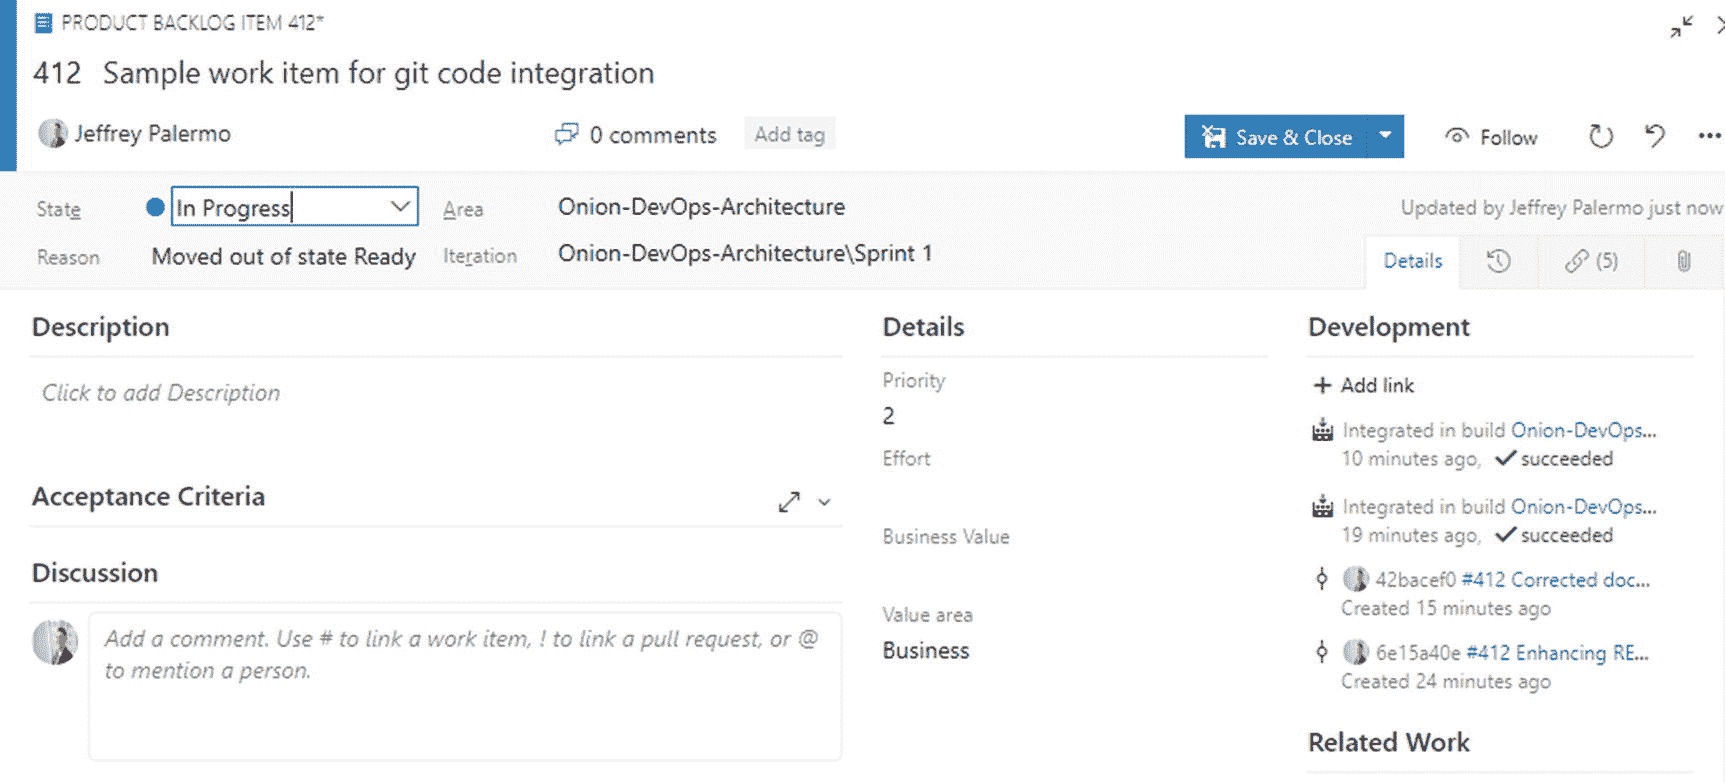 PRODUCT BACKLOG ITEM 412*
412 Sample work item for git code integration
Jeffrey Palermo
0 comments
Add tag
Save & Close
Follow
State
In Progress
Area
Onion-DevOps-Architecture
Updated by Jeffrey Palermo just now
Reason
Moved out of state Ready
Iteration
Onion-DevOps-Architecture\Sprint 1
Details
(5)
Description
Click to add Description
Acceptance Criteria
Discussion
Add a comment. Use # to link a work item, ! to link a pull request, or @
to mention a person.
Details
Priority
2
Effort
Business Value
Value area
Business
Development
+ Add link
Integrated in build Onion-DevOps...
10 minutes ago, ✓ succeeded
Integrated in build Onion-DevOps...
19 minutes ago, ✓ succeeded
42bacef0 #412 Corrected doc...
Created 15 minutes ago
6e15a40e #412 Enhancing RE...
Created 24 minutes ago
Related Work